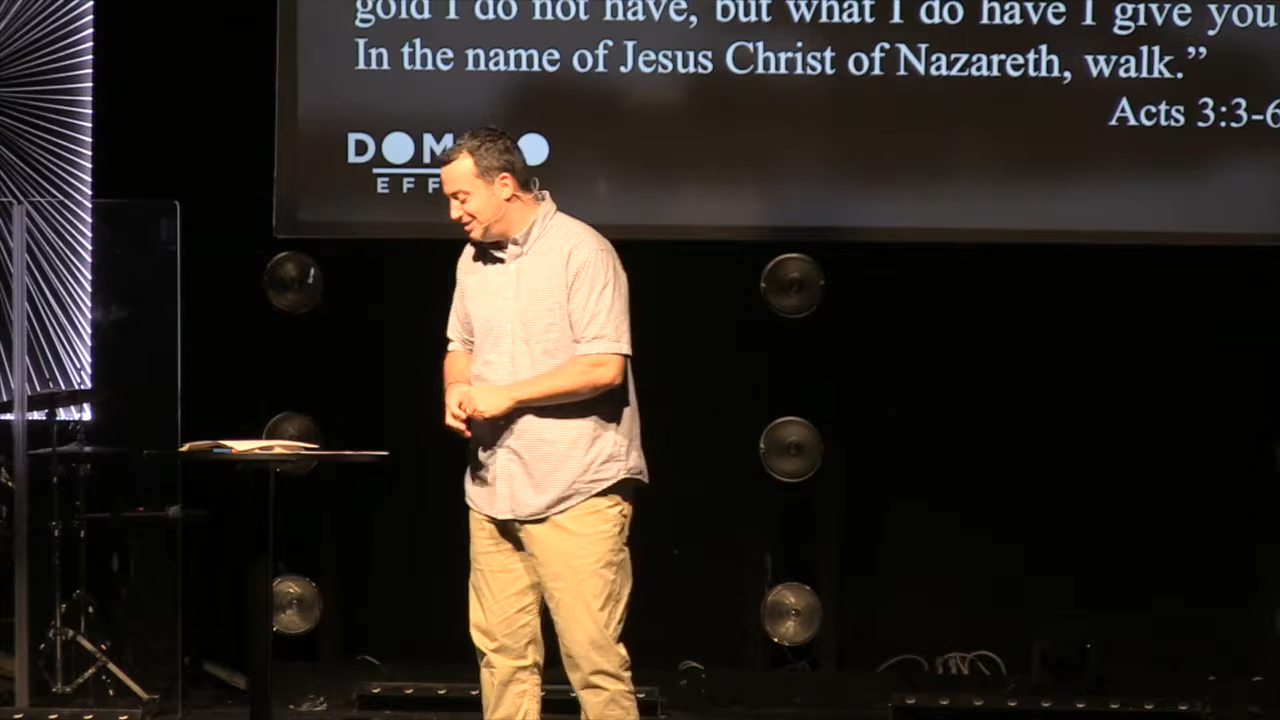 gold I do not have, but what I do have I give you
In the name of Jesus Christ of Nazareth, walk.”
Acts 3:3-6